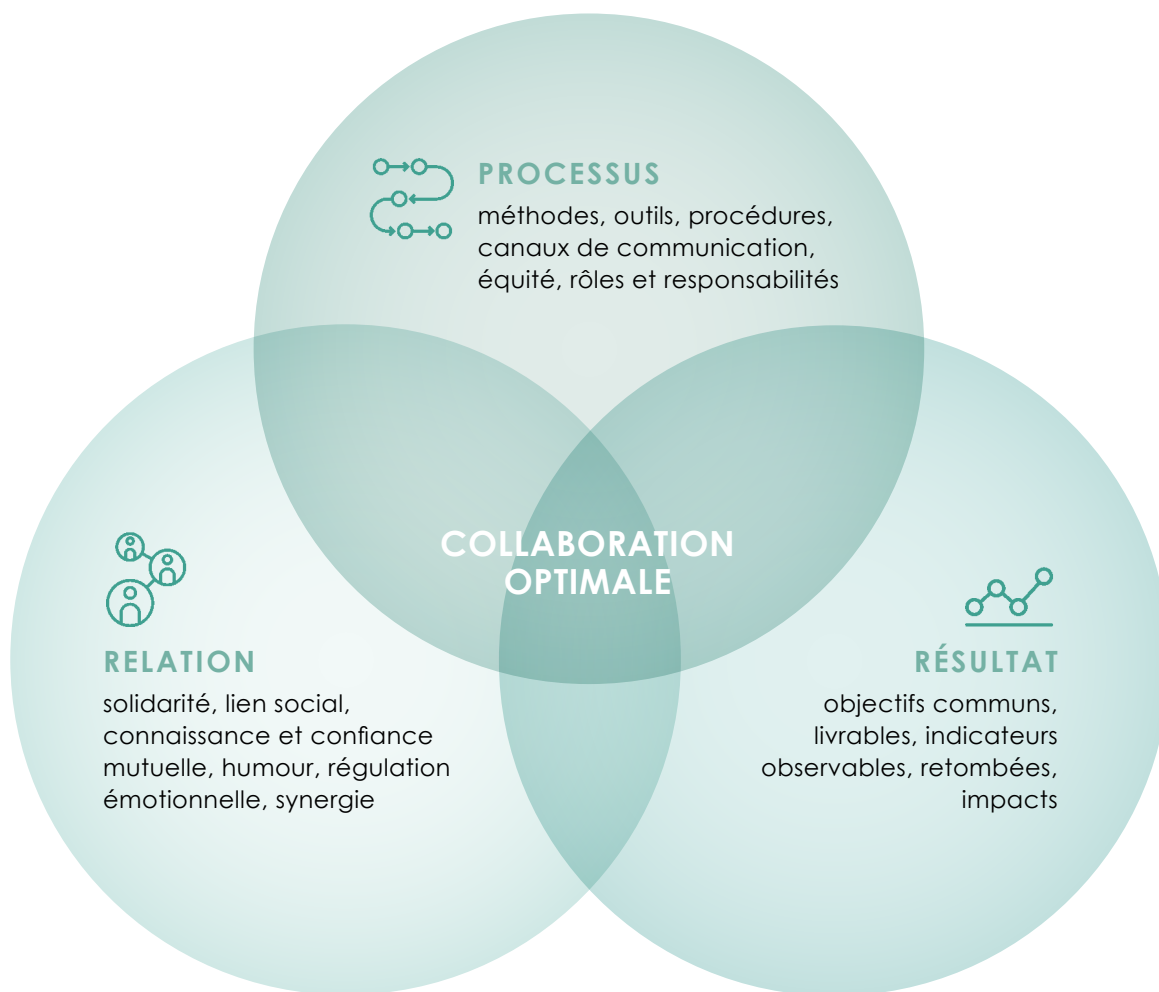 PROCESSUS
méthodes, outils, procédures,
canaux de communication,
équité, rôles et responsabilités
COLLABORATION
OPTIMALE
RELATION
solidarité, lien social,
connaissance et confiance
mutuelle, humour, régulation
émotionnelle, synergie
RÉSULTAT
objectifs communs,
livrables, indicateurs
observables, retombées,
impacts